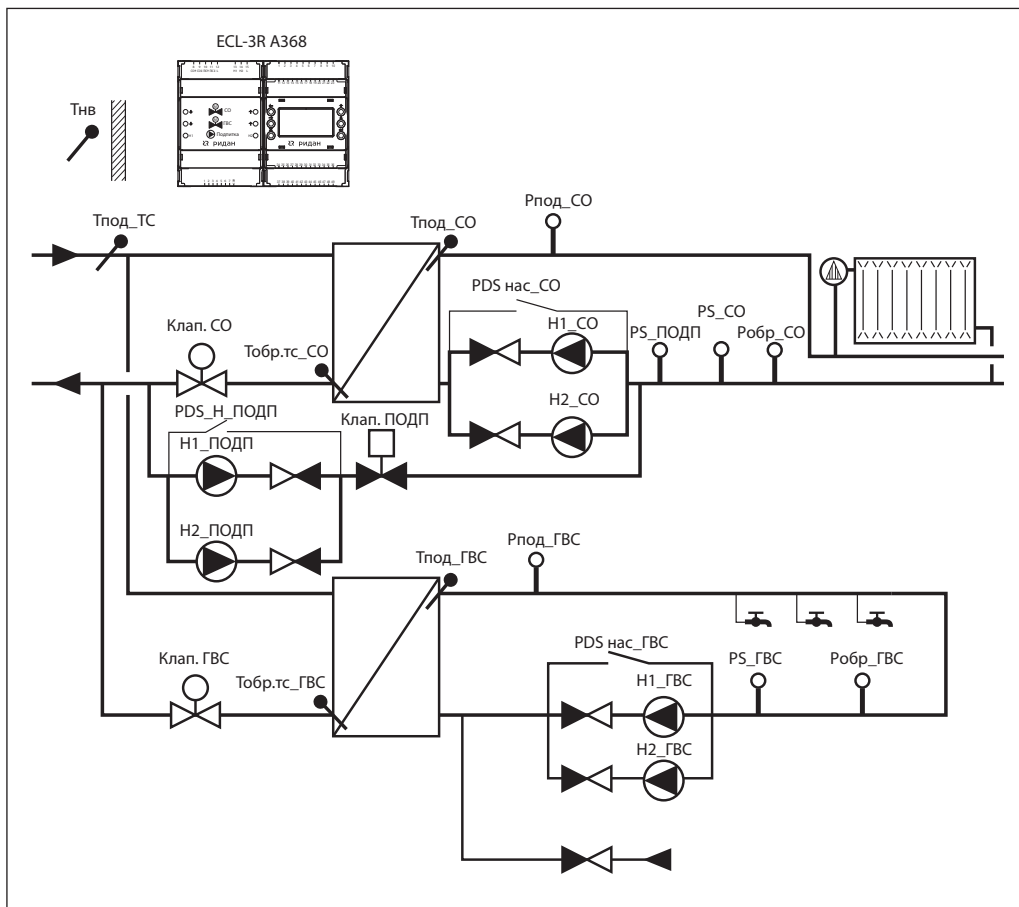 ECL-3R A368
СО
ГВС
Подпитка
ридан
ридан
Тнв
Тпод_ТС
Тпод_СО
Рпод_СО
PDS нас_СО
Н1_СО
PS_СО
PS_ПОДП
Робр_СО
Клап. СО
Тобр.тс_СО
Н2_СО
PDS_Н_ПОДП
Клап. ПОДП
Н1_ПОДП
Н2_ПОДП
Тпод_ГВС
Рпод_ГВС
Клап. ГВС
Тобр.тс_ГВС
PDS нас_ГВС
Н1_ГВС
PS_ГВС
Робр_ГВС
Н2_ГВС